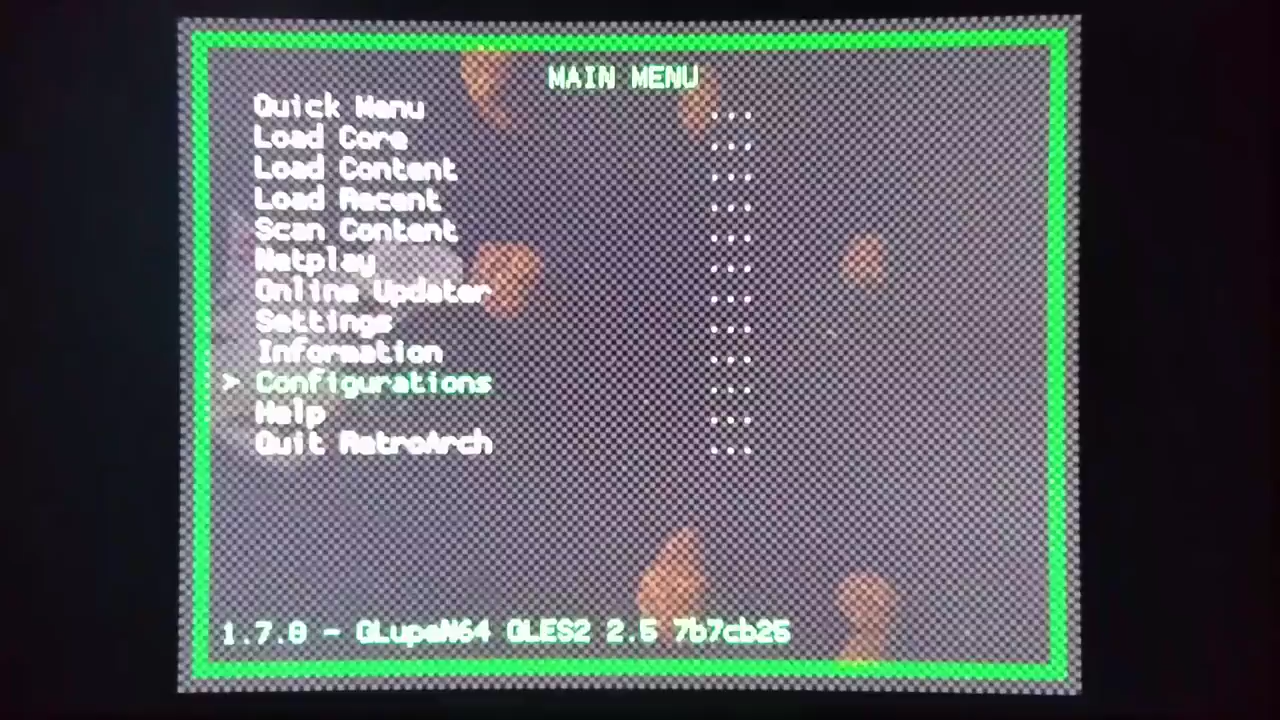 MAIN MENU
Quick Menu ...
Load Core ...
Load Content ...
Load Recent ...
Scan Content ...
Netplay ...
Online Updater ...
Settings ...
Information ...
> Configurations ...
Help ...
Quit RetroArch ...
1.7.0 - GLupeN64 GLES2 2.5 7b7cb25